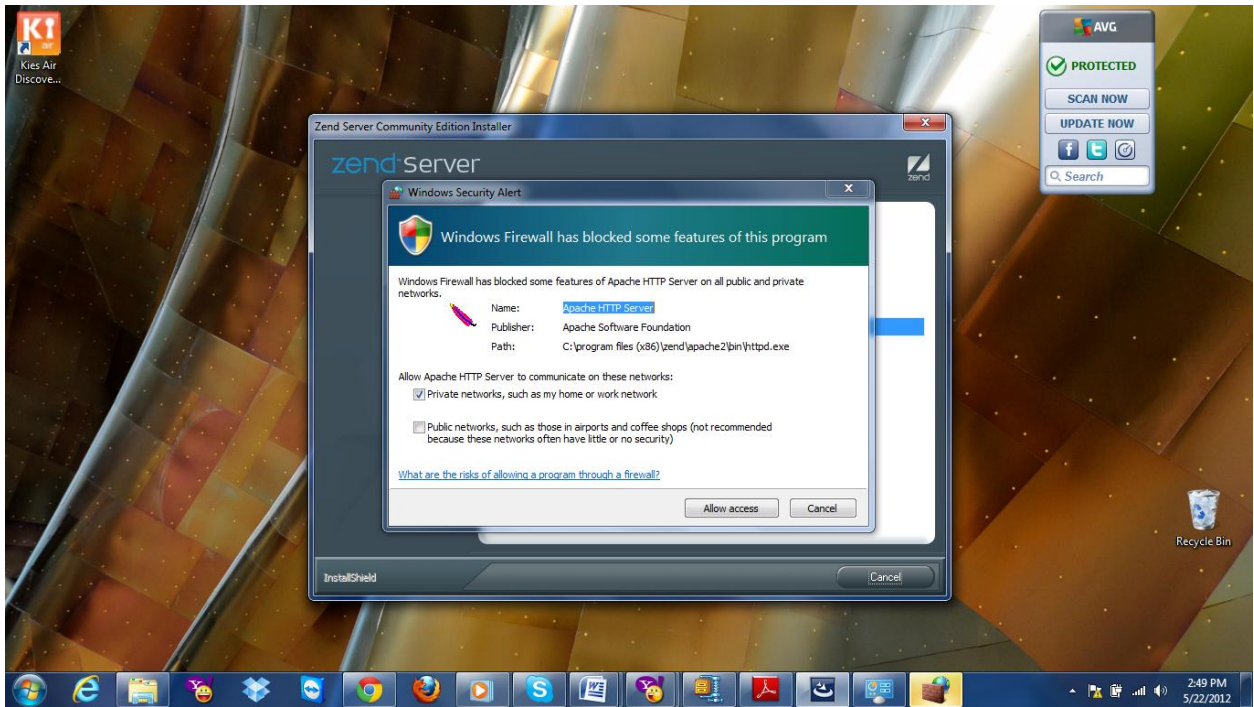 Kies Air
Discove...
AVG
PROTECTED
SCAN NOW
UPDATE NOW
Search
Zend Server Community Edition Installer
zend Server
zend
Windows Security Alert
Windows Firewall has blocked some features of this program
Windows Firewall has blocked some features of Apache HTTP Server on all public and private
networks.
Name: Apache HTTP Server
Publisher: Apache Software Foundation
Path: C:\program files (x86)\zend\apache2\bin\httpd.exe
Allow Apache HTTP Server to communicate on these networks:
Private networks, such as my home or work network
Public networks, such as those in airports and coffee shops (not recommended
because these networks often have little or no security)
What are the risks of allowing a program through a firewall?
Allow access
Cancel
InstallShield
Cancel
Recycle Bin
2:49 PM
5/22/2012